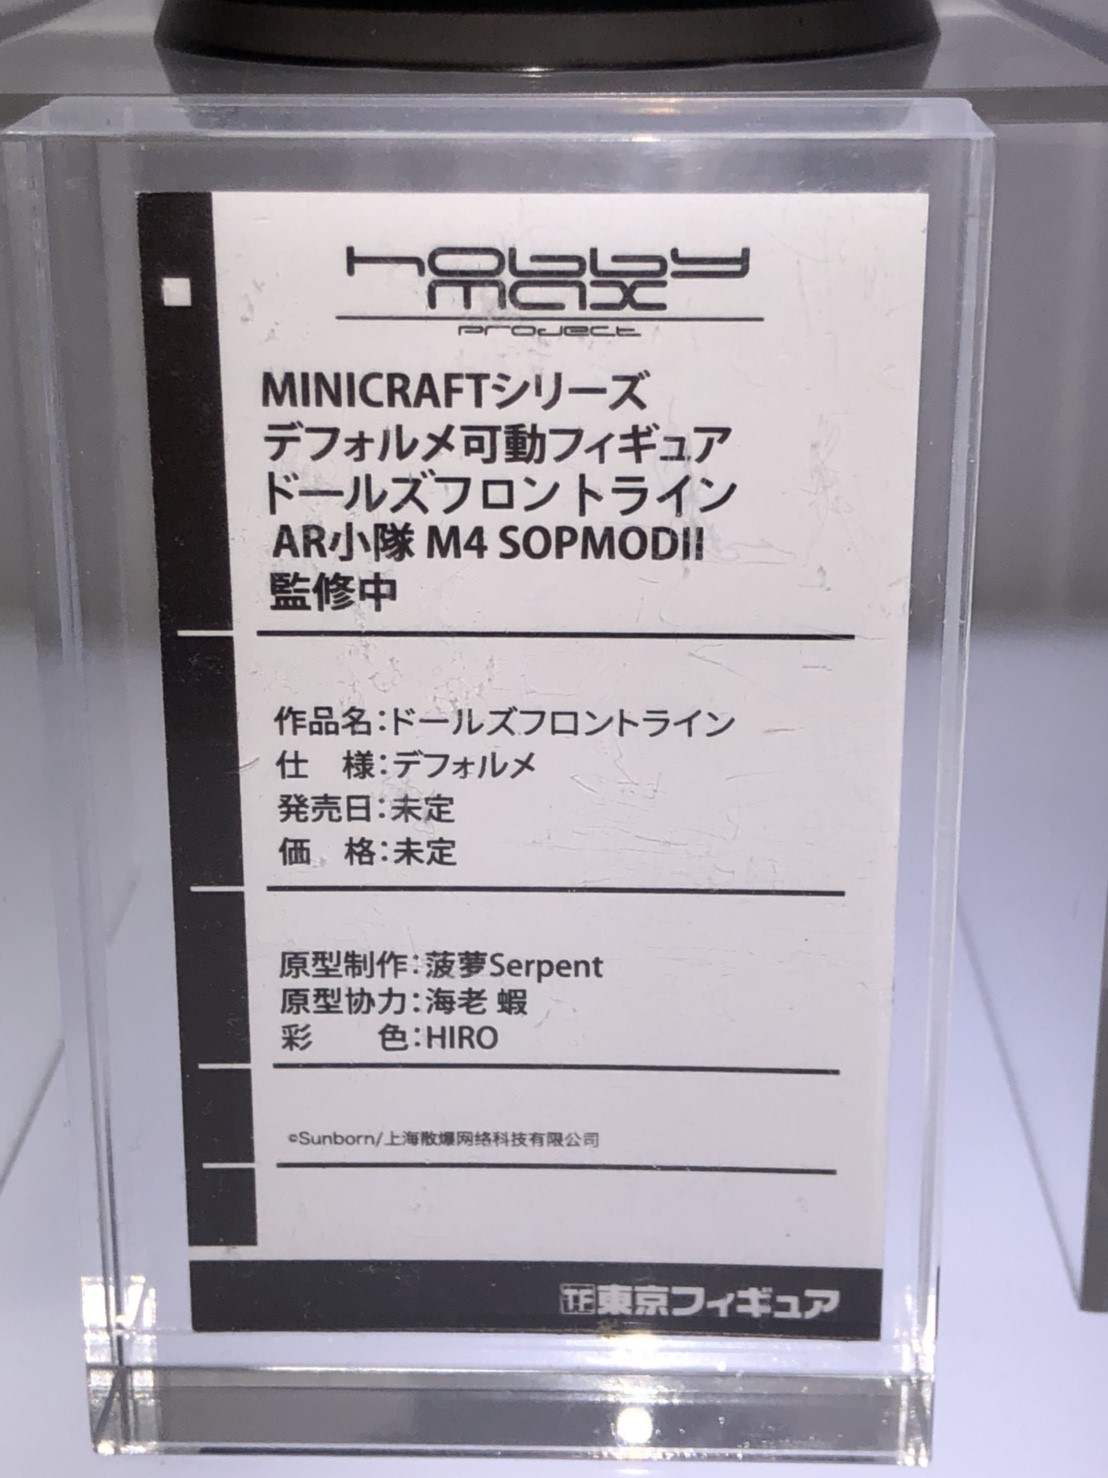 hobby
max
project
MINICRAFTシリーズ
デフォルメ可動フィギュア
ドールズフロントライン
AR小隊 M4 SOPMODII
監修中
作品名:ドールズフロントライン
仕　様:デフォルメ
発売日:未定
価　格:未定
原型制作:菠夢Serpent
原型協力:海老 蝦
彩　　色:HIRO
©Sunborn/上海散爆网络科技有限公司
TF東京フィギュア